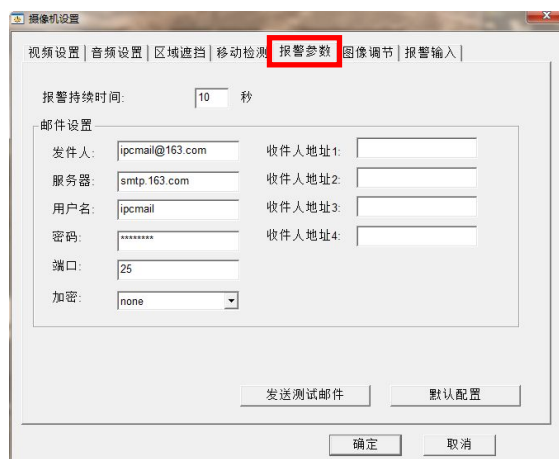 摄像机设置
视频设置 音频设置 区域遮挡 移动检测 报警参数 图像调节 报警输入
报警持续时间: 10 秒
邮件设置
发件人: ipcmail@163.com 收件人地址1:
服务器: smtp.163.com 收件人地址2:
用户名: ipcmail 收件人地址3:
密码: ******** 收件人地址4:
端口: 25
加密: none
发送测试邮件 默认配置
确定 取消